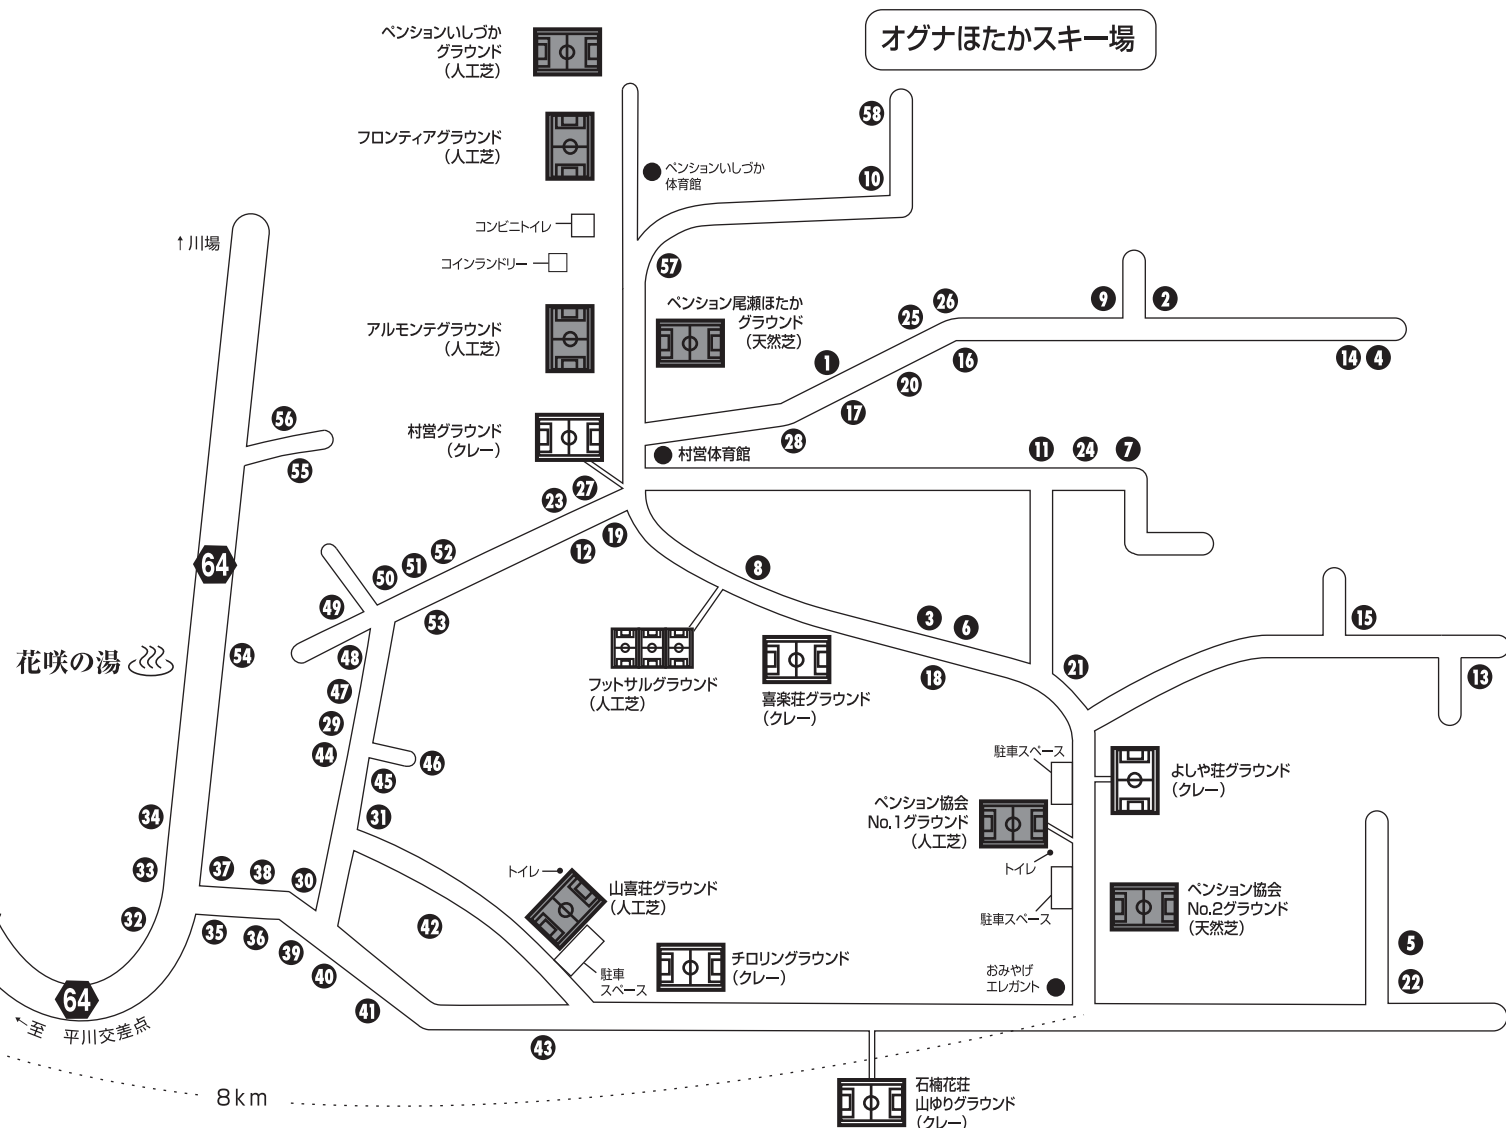 オグナほたかスキー場
ペンションいしづか
グラウンド
(人工芝)
フロンティアグラウンド
(人工芝)
ペンションいしづか
体育館
58
10
コンビニトイレ
コインランドリー
↑川場
57
ペンション尾瀬ほたか
グラウンド
(天然芝)
アルモンテグラウンド
(人工芝)
9
2
26
25
1
16
20
17
28
14
4
村営グラウンド
(クレー)
村営体育館
11
24
7
56
55
23
27
12
19
52
51
50
49
53
64
8
3
6
18
15
13
21
花咲の湯
54
48
47
29
44
46
45
31
フットサルグラウンド
(人工芝)
喜楽荘グラウンド
(クレー)
駐車スペース
よしや荘グラウンド
(クレー)
ペンション協会
No.1グラウンド
(人工芝)
トイレ
駐車スペース
ペンション協会
No.2グラウンド
(天然芝)
34
33
32
37
38
30
35
36
39
40
41
42
43
トイレ
山喜荘グラウンド
(人工芝)
駐車
スペース
チロリングラウンド
(クレー)
おみやげ
エレガント
5
22
64
←至 平川交差点
8km
石楠花荘
山ゆりグラウンド
(クレー)